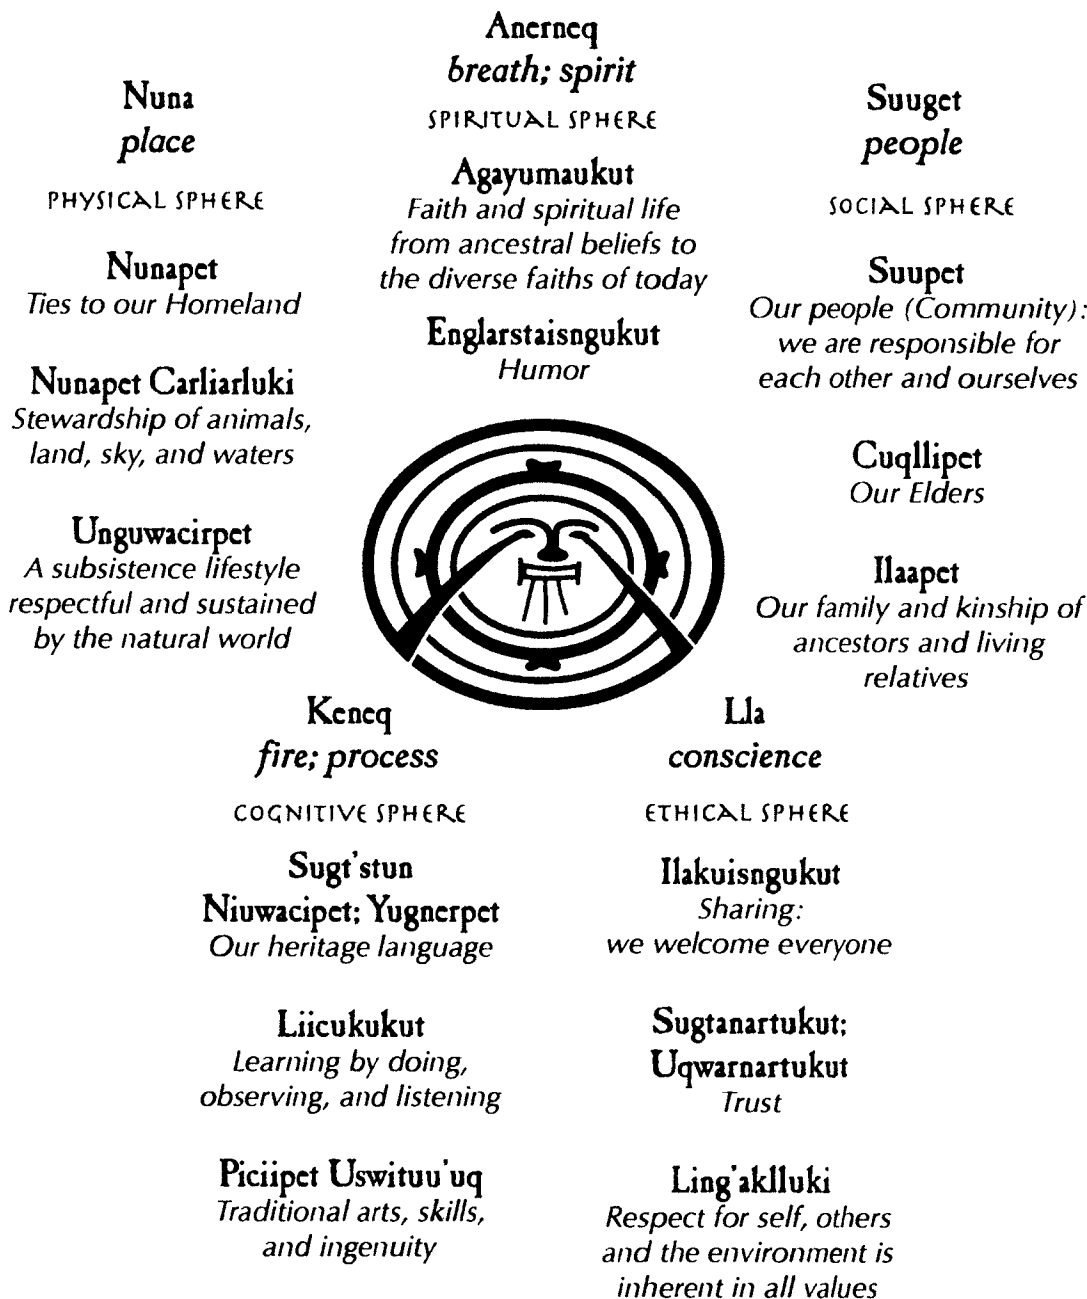 Anerneq
breath; spirit
SPIRITUAL SPHERE
Agayumaukut
Faith and spiritual life
from ancestral beliefs to
the diverse faiths of today
Englarstaisngukut
Humor
Nuna
place
PHYSICAL SPHERE
Nunapet
Ties to our Homeland
Nunapet Carliarluki
Stewardship of animals,
land, sky, and waters
Unguwacirpet
A subsistence lifestyle
respectful and sustained
by the natural world
Suuget
people
SOCIAL SPHERE
Suupet
Our people (Community):
we are responsible for
each other and ourselves
Cuqllipet
Our Elders
Ilaapet
Our family and kinship of
ancestors and living
relatives
Keneq
fire; process
COGNITIVE SPHERE
Sugt'stun
Niuwacipet; Yugnerpet
Our heritage language
Liicukukut
Learning by doing,
observing, and listening
Piciipet Uswituu'uq
Traditional arts, skills,
and ingenuity
Lla
conscience
ETHICAL SPHERE
Ilakuisngukut
Sharing:
we welcome everyone
Sugtanartukut;
Uqwarnartukut
Trust
Ling'aklluki
Respect for self, others
and the environment is
inherent in all values